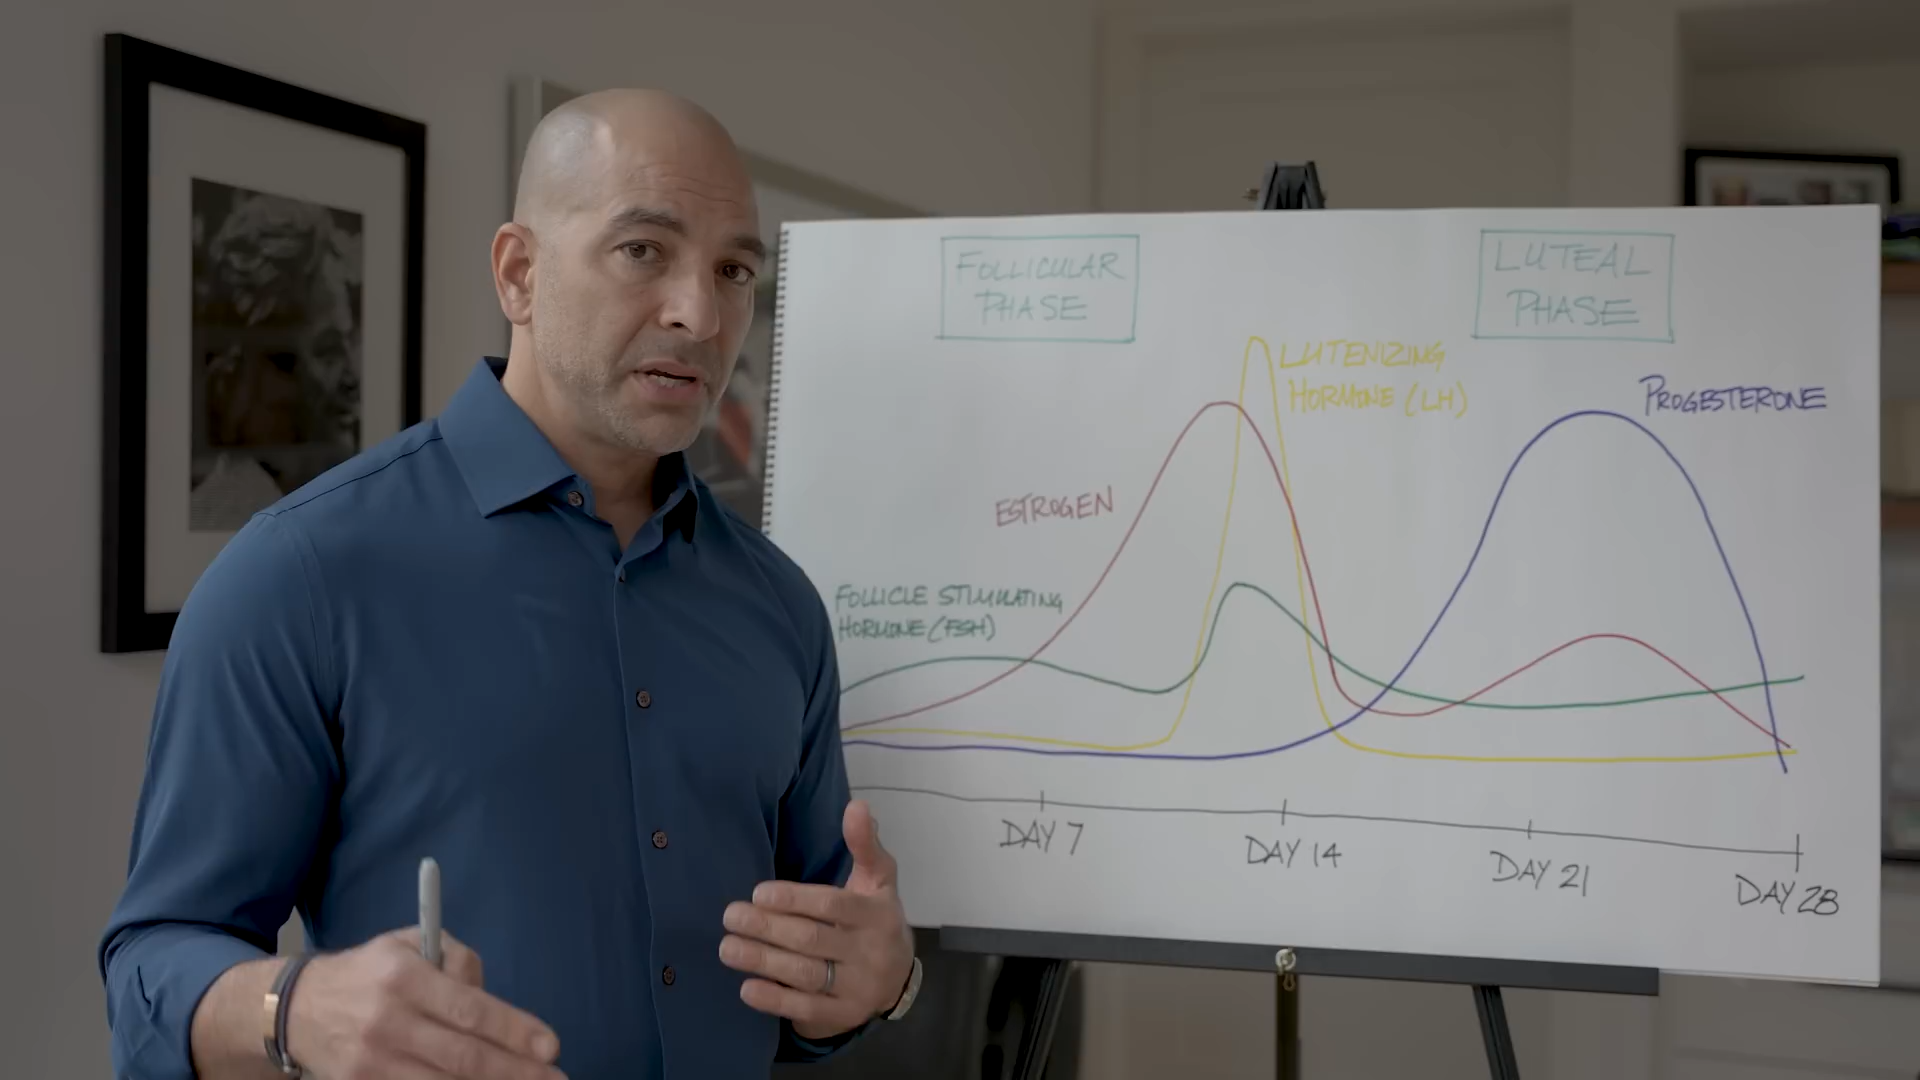 FOLLICULAR
PHASE
LUTEAL
PHASE
LUTENIZING
HORMONE (LH)
PROGESTERONE
ESTROGEN
FOLLICLE STIMULATING
HORMONE (FSH)
DAY 7
DAY 14
DAY 21
DAY 28